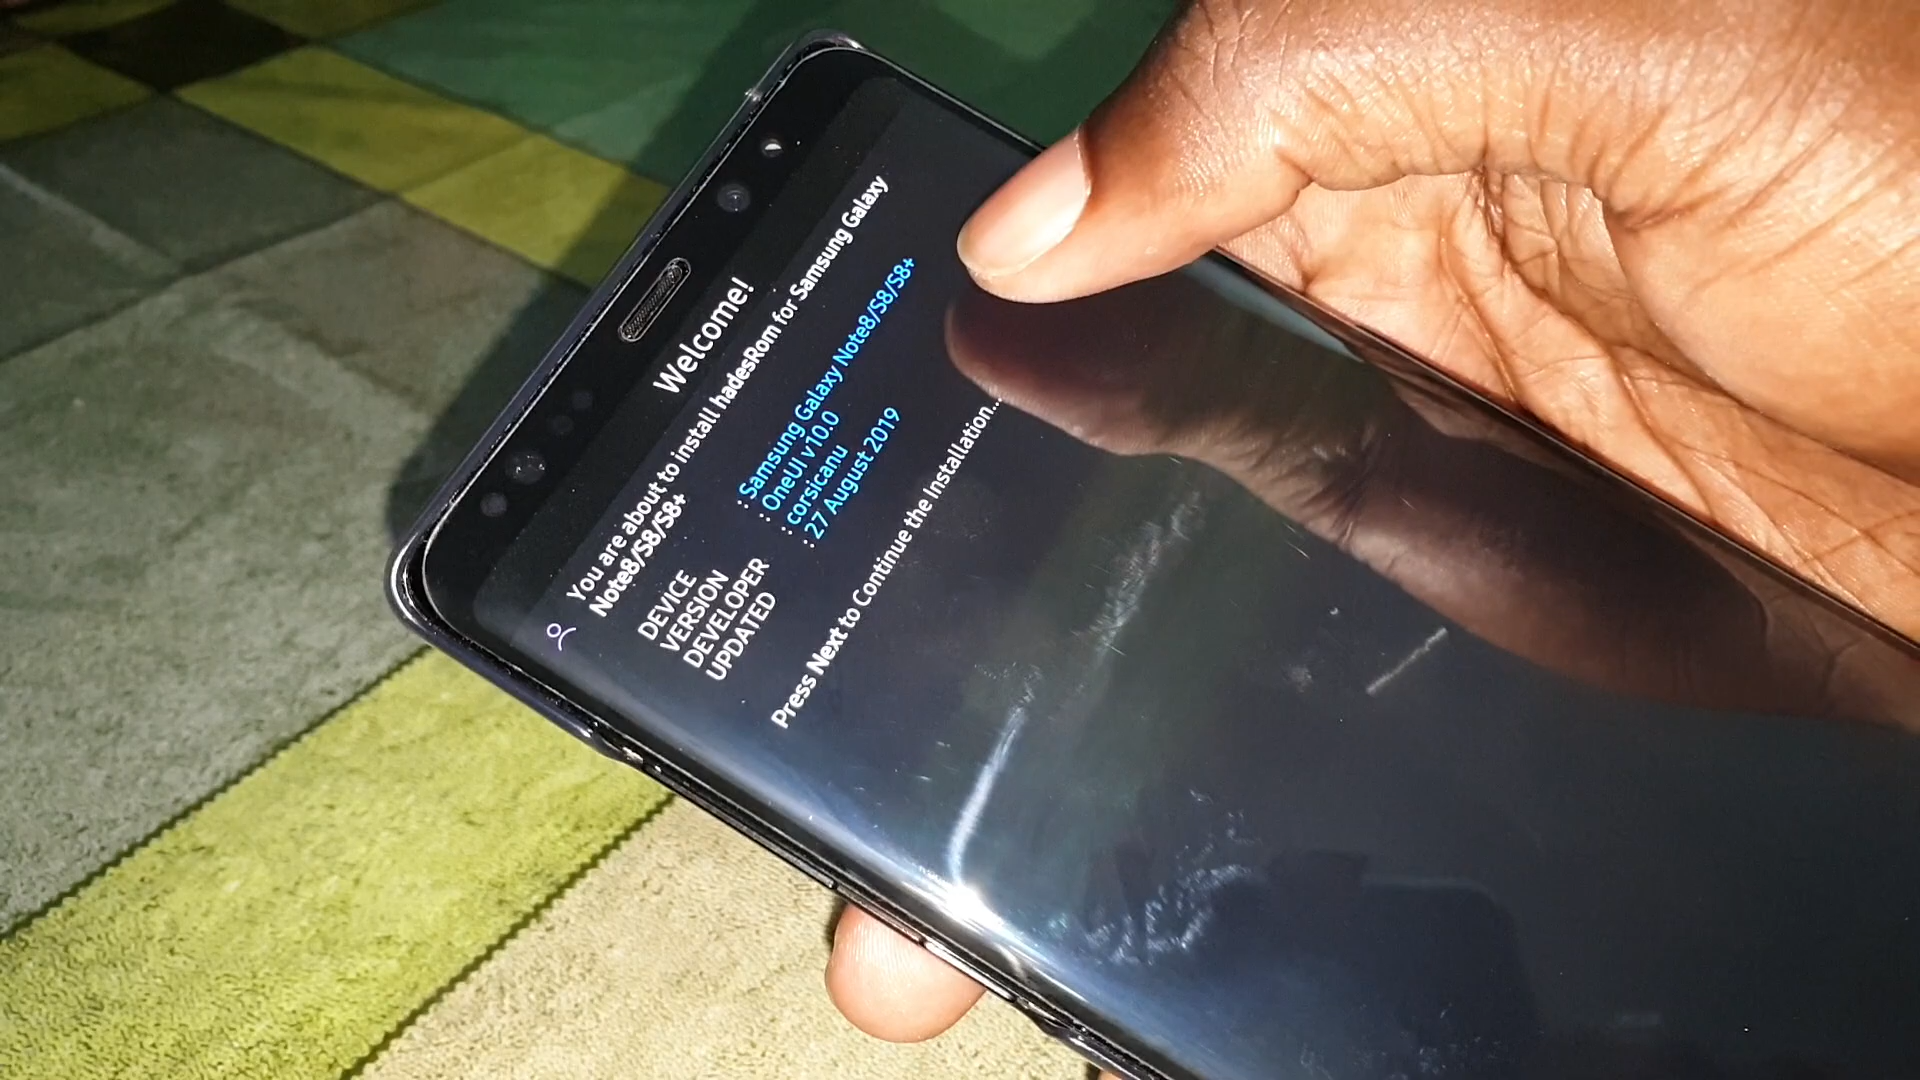 Welcome!
You are about to install hadesRom for Samsung Galaxy
Note8/S8/S8+
DEVICE : Samsung Galaxy Note8/S8/S8+
VERSION : OneUI v10.0
DEVELOPER : corsicanu
UPDATED : 27 August 2019
Press Next to Continue the Installation...